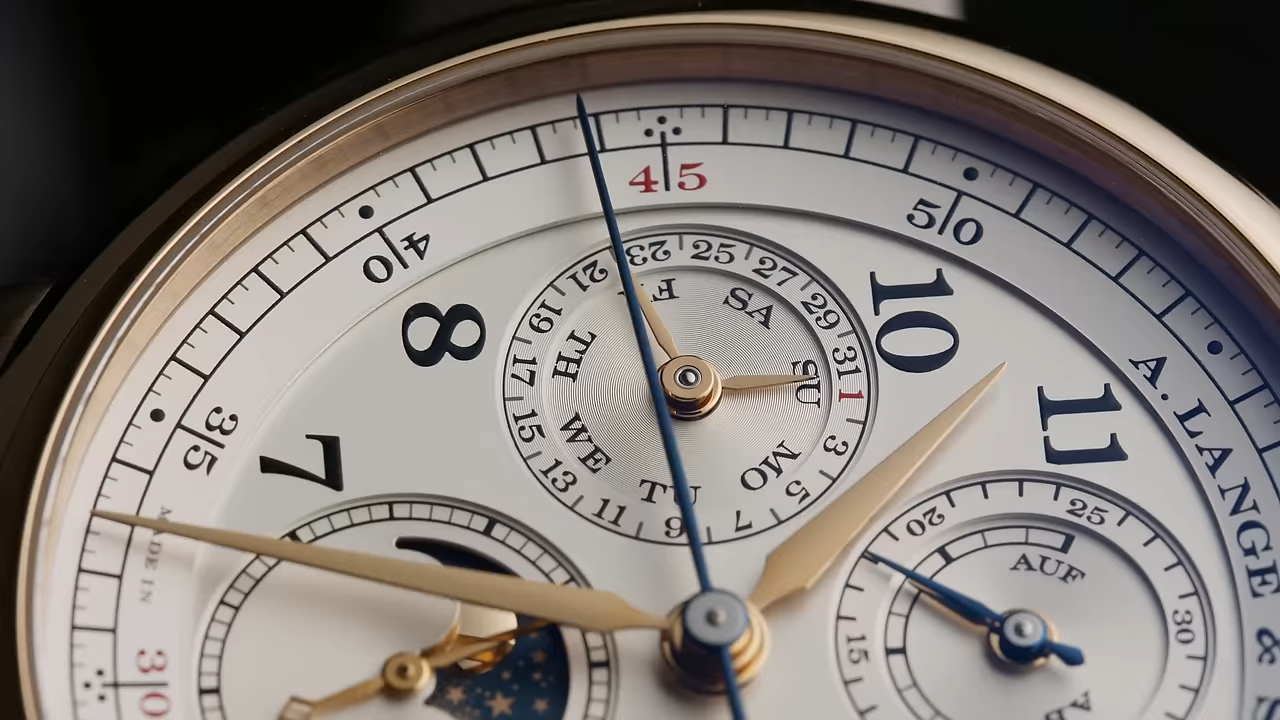 45
50
40
35
30
8
10
11
7
A. LANGE & S
MADE IN
21 23 25 27 29 31 1 3 5 7 9 11 13 15 17 19
FR SA SU MO TU WE TH
15 20 25 30
AUF
AB